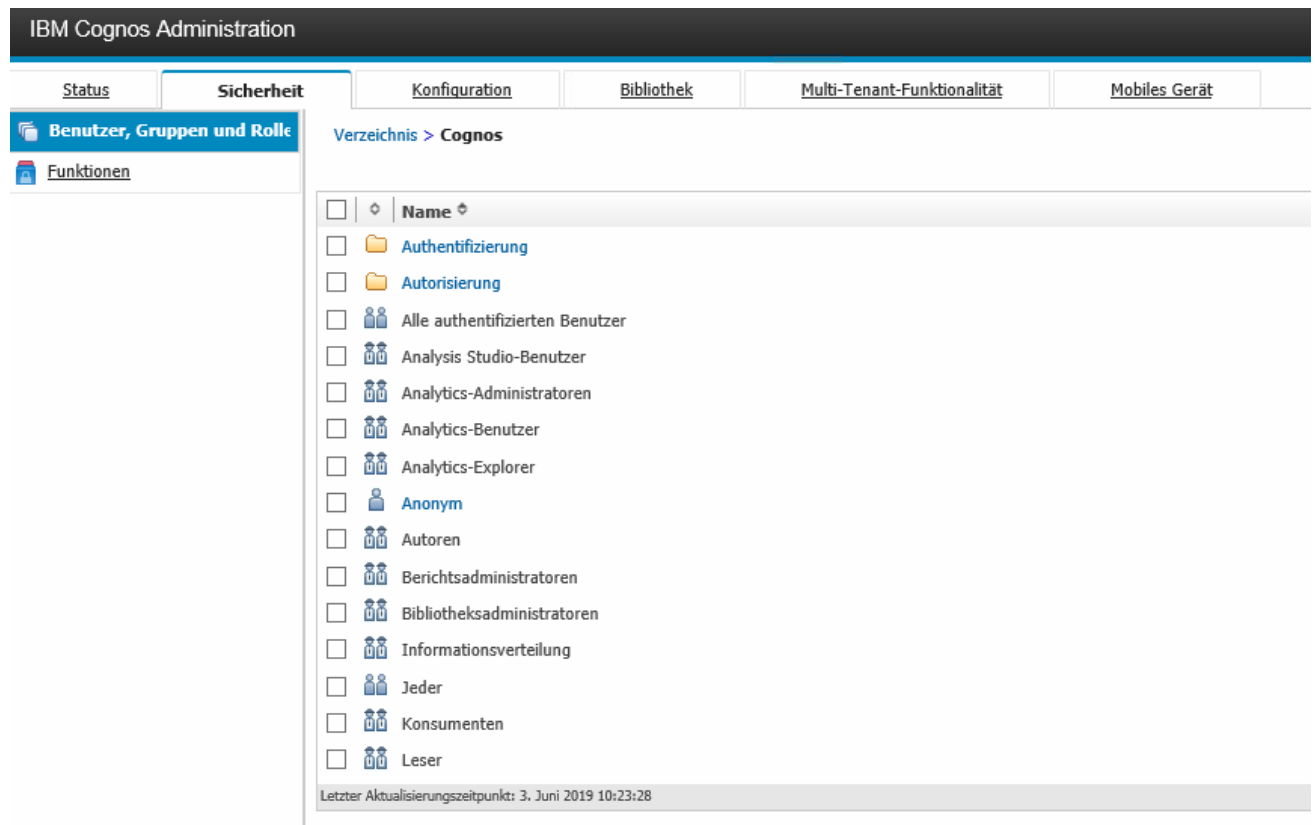 IBM Cognos Administration
Status Sicherheit Konfiguration Bibliothek Multi-Tenant-Funktionalität Mobiles Gerät
Benutzer, Gruppen und Rolle
Verzeichnis > Cognos
Funktionen
Name
Authentifizierung
Autorisierung
Alle authentifizierten Benutzer
Analysis Studio-Benutzer
Analytics-Administratoren
Analytics-Benutzer
Analytics-Explorer
Anonym
Autoren
Berichtsadministratoren
Bibliotheksadministratoren
Informationsverteilung
Jeder
Konsumenten
Leser
Letzter Aktualisierungszeitpunkt: 3. Juni 2019 10:23:28